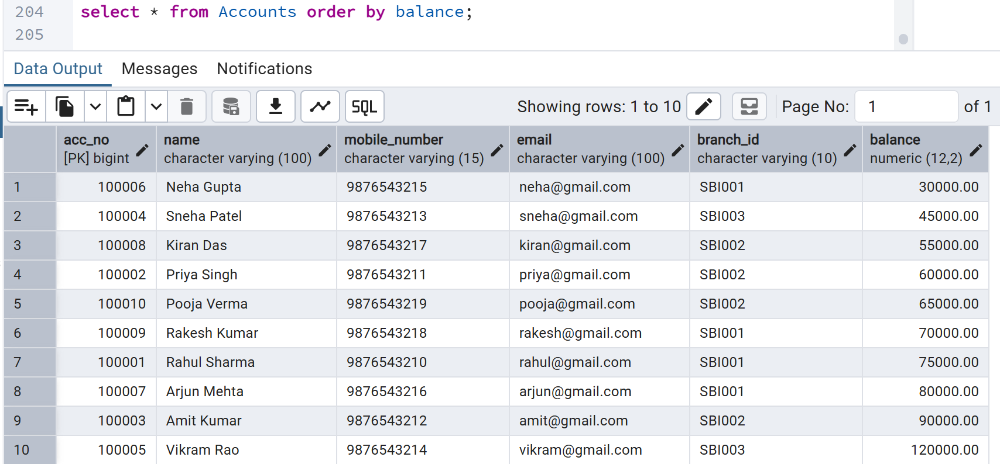 204 select * from Accounts order by balance;
205
Data Output Messages Notifications
SQL Showing rows: 1 to 10 Page No: 1 of 1
acc_no name mobile_number email branch_id balance
[PK] bigint character varying (100) character varying (15) character varying (100) character varying (10) numeric (12,2)
1 100006 Neha Gupta 9876543215 neha@gmail.com SBI001 30000.00
2 100004 Sneha Patel 9876543213 sneha@gmail.com SBI003 45000.00
3 100008 Kiran Das 9876543217 kiran@gmail.com SBI002 55000.00
4 100002 Priya Singh 9876543211 priya@gmail.com SBI002 60000.00
5 100010 Pooja Verma 9876543219 pooja@gmail.com SBI002 65000.00
6 100009 Rakesh Kumar 9876543218 rakesh@gmail.com SBI001 70000.00
7 100001 Rahul Sharma 9876543210 rahul@gmail.com SBI001 75000.00
8 100007 Arjun Mehta 9876543216 arjun@gmail.com SBI001 80000.00
9 100003 Amit Kumar 9876543212 amit@gmail.com SBI002 90000.00
10 100005 Vikram Rao 9876543214 vikram@gmail.com SBI003 120000.00